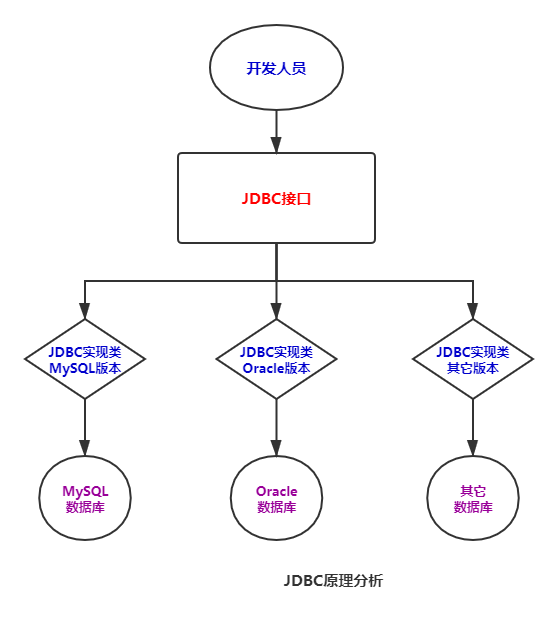 开发人员
JDBC接口
JDBC实现类
MySQL版本
JDBC实现类
Oracle版本
JDBC实现类
其它版本
MySQL
数据库
Oracle
数据库
其它
数据库
JDBC原理分析